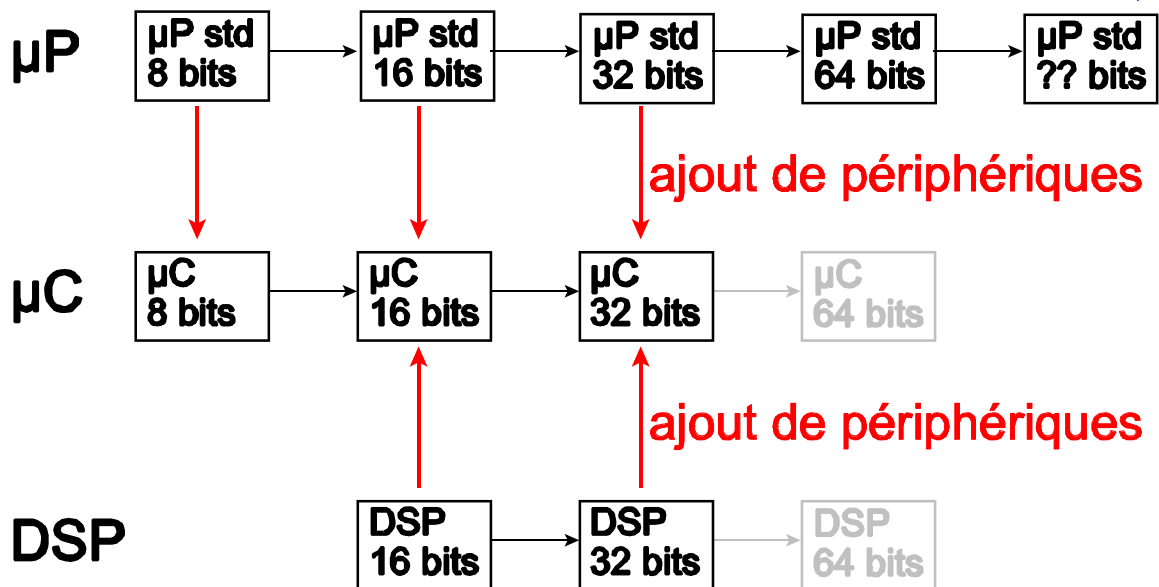 µP
µP std
8 bits
µP std
16 bits
µP std
32 bits
µP std
64 bits
µP std
?? bits
ajout de périphériques
µC
µC
8 bits
µC
16 bits
µC
32 bits
µC
64 bits
ajout de périphériques
DSP
DSP
16 bits
DSP
32 bits
DSP
64 bits